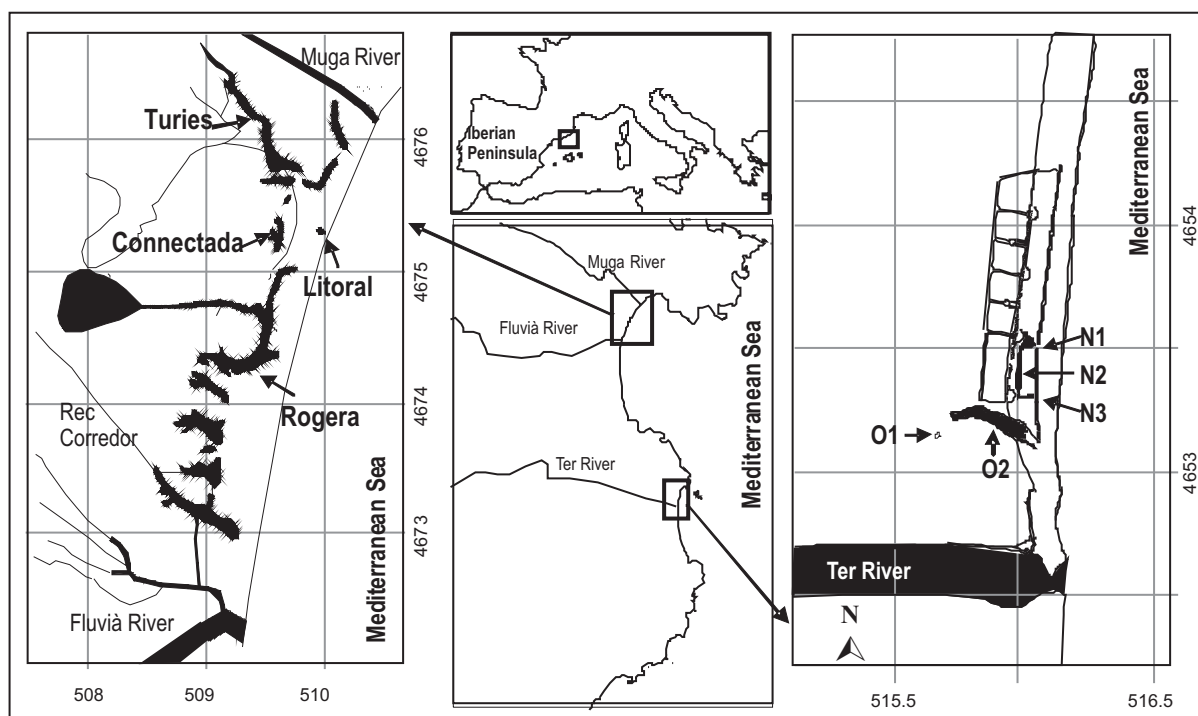 Muga River
Turies
Connectada
Litoral
Rogera
Rec
Corredor
Fluvià River
Mediterranean Sea
4676
4675
4674
4673
508
509
510
Iberian
Peninsula
Muga River
Fluvià River
Ter River
Mediterranean Sea
Mediterranean Sea
4654
N1
N2
N3
O1
O2
4653
Ter River
N
515.5
516.5